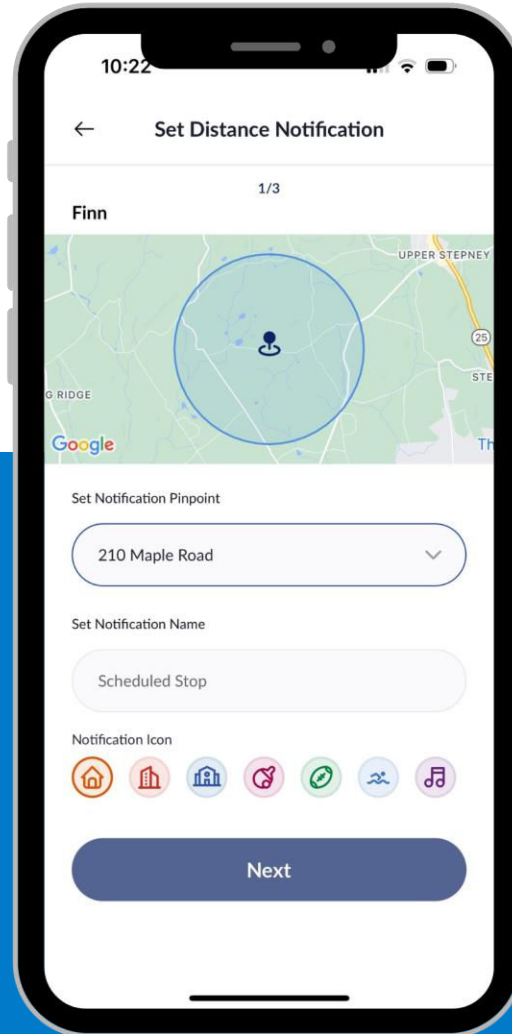 10:22
Set Distance Notification
1/3
Finn
UPPER STEPNEY
25
STE
G RIDGE
Google
Th
Set Notification Pinpoint
210 Maple Road
Set Notification Name
Scheduled Stop
Notification Icon
Next